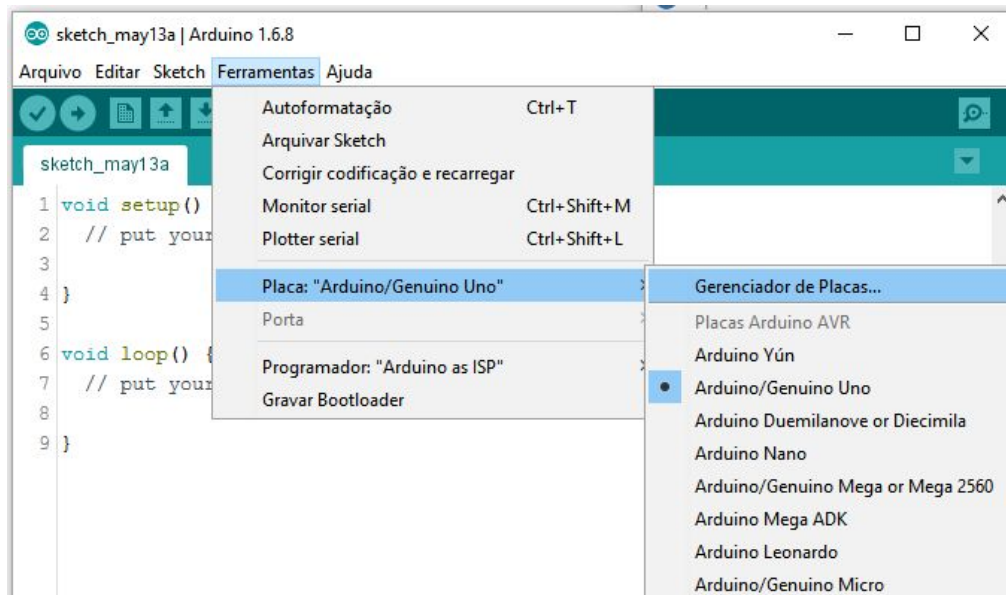 sketch_may13a | Arduino 1.6.8
Arquivo Editar Sketch Ferramentas Ajuda
sketch_may13a
1 void setup()
2 // put your
3
4 }
5
6 void loop() {
7 // put your
8
9 }
Autoformatação Ctrl+T
Arquivar Sketch
Corrigir codificação e recarregar
Monitor serial Ctrl+Shift+M
Plotter serial Ctrl+Shift+L
Placa: "Arduino/Genuino Uno"
Porta
Programador: "Arduino as ISP"
Gravar Bootloader
Gerenciador de Placas...
Placas Arduino AVR
Arduino Yún
Arduino/Genuino Uno
Arduino Duemilanove or Diecimila
Arduino Nano
Arduino/Genuino Mega or Mega 2560
Arduino Mega ADK
Arduino Leonardo
Arduino/Genuino Micro